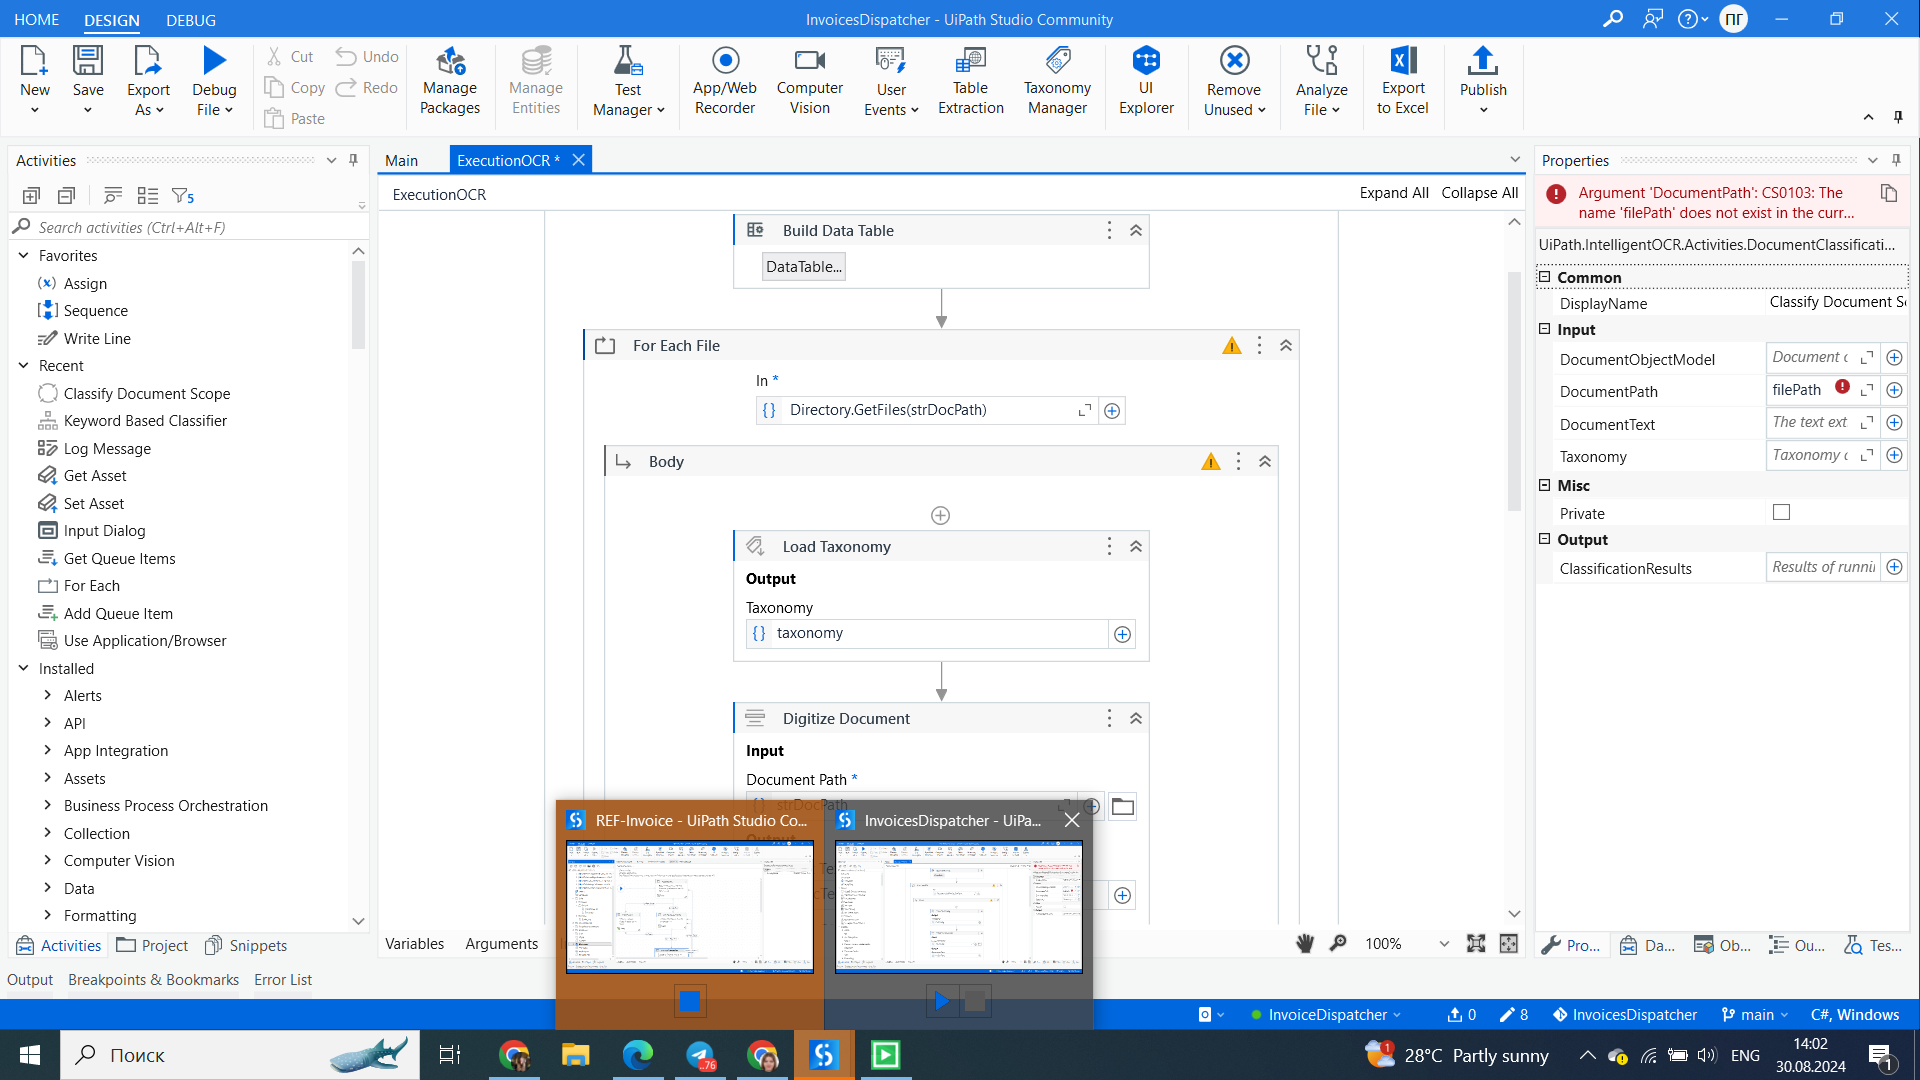 HOME DESIGN DEBUG
InvoicesDispatcher - UiPath Studio Community
ПГ
New
Save
Export As
Debug File
Cut
Copy
Paste
Undo
Redo
Manage Packages
Manage Entities
Test Manager
App/Web Recorder
Computer Vision
User Events
Table Extraction
Taxonomy Manager
UI Explorer
Remove Unused
Analyze File
Export to Excel
Publish
Activities
5
Search activities (Ctrl+Alt+F)
Favorites
Assign
Sequence
Write Line
Recent
Classify Document Scope
Keyword Based Classifier
Log Message
Get Asset
Set Asset
Input Dialog
Get Queue Items
For Each
Add Queue Item
Use Application/Browser
Installed
Alerts
API
App Integration
Assets
Business Process Orchestration
Collection
Computer Vision
Data
Formatting
Activities Project Snippets
Output Breakpoints & Bookmarks Error List
Main ExecutionOCR *
ExecutionOCR
Expand All Collapse All
Build Data Table
DataTable...
For Each File
In *
{} Directory.GetFiles(strDocPath)
Body
Load Taxonomy
Output
Taxonomy
{} taxonomy
Digitize Document
Input
Document Path *
{} strDocPath
Output
REF-Invoice - UiPath Studio Co...
InvoicesDispatcher - UiPa...
Variables Arguments
100%
Properties
Argument 'DocumentPath': CS0103: The
name 'filePath' does not exist in the curr...
UiPath.IntelligentOCR.Activities.DocumentClassificati...
Common
DisplayName Classify Document S
Input
DocumentObjectModel Document
DocumentPath filePath
DocumentText The text ext
Taxonomy Taxonomy
Misc
Private
Output
ClassificationResults Results of runni
Pro... Da... Ob... Ou... Tes...
InvoiceDispatcher 0 8 InvoicesDispatcher main C#, Windows
Поиск
..76
1
28°C Partly sunny
ENG
14:02
30.08.2024
1